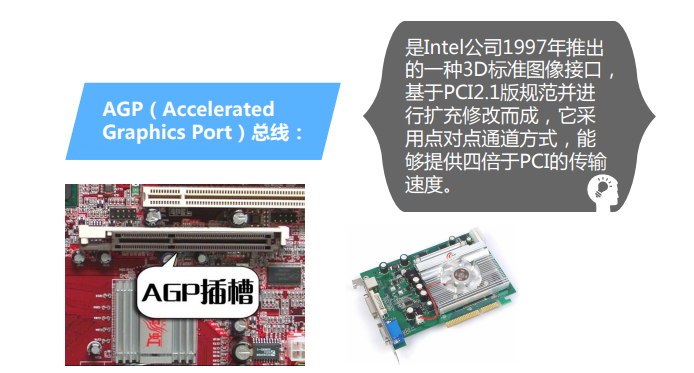 AGP（Accelerated
Graphics Port）总线：
是Intel公司1997年推出
的一种3D标准图像接口，
基于PCI2.1版规范并进
行扩充修改而成，它采
用点对点通道方式，能
够提供四倍于PCI的传输
速度。
AGP插槽